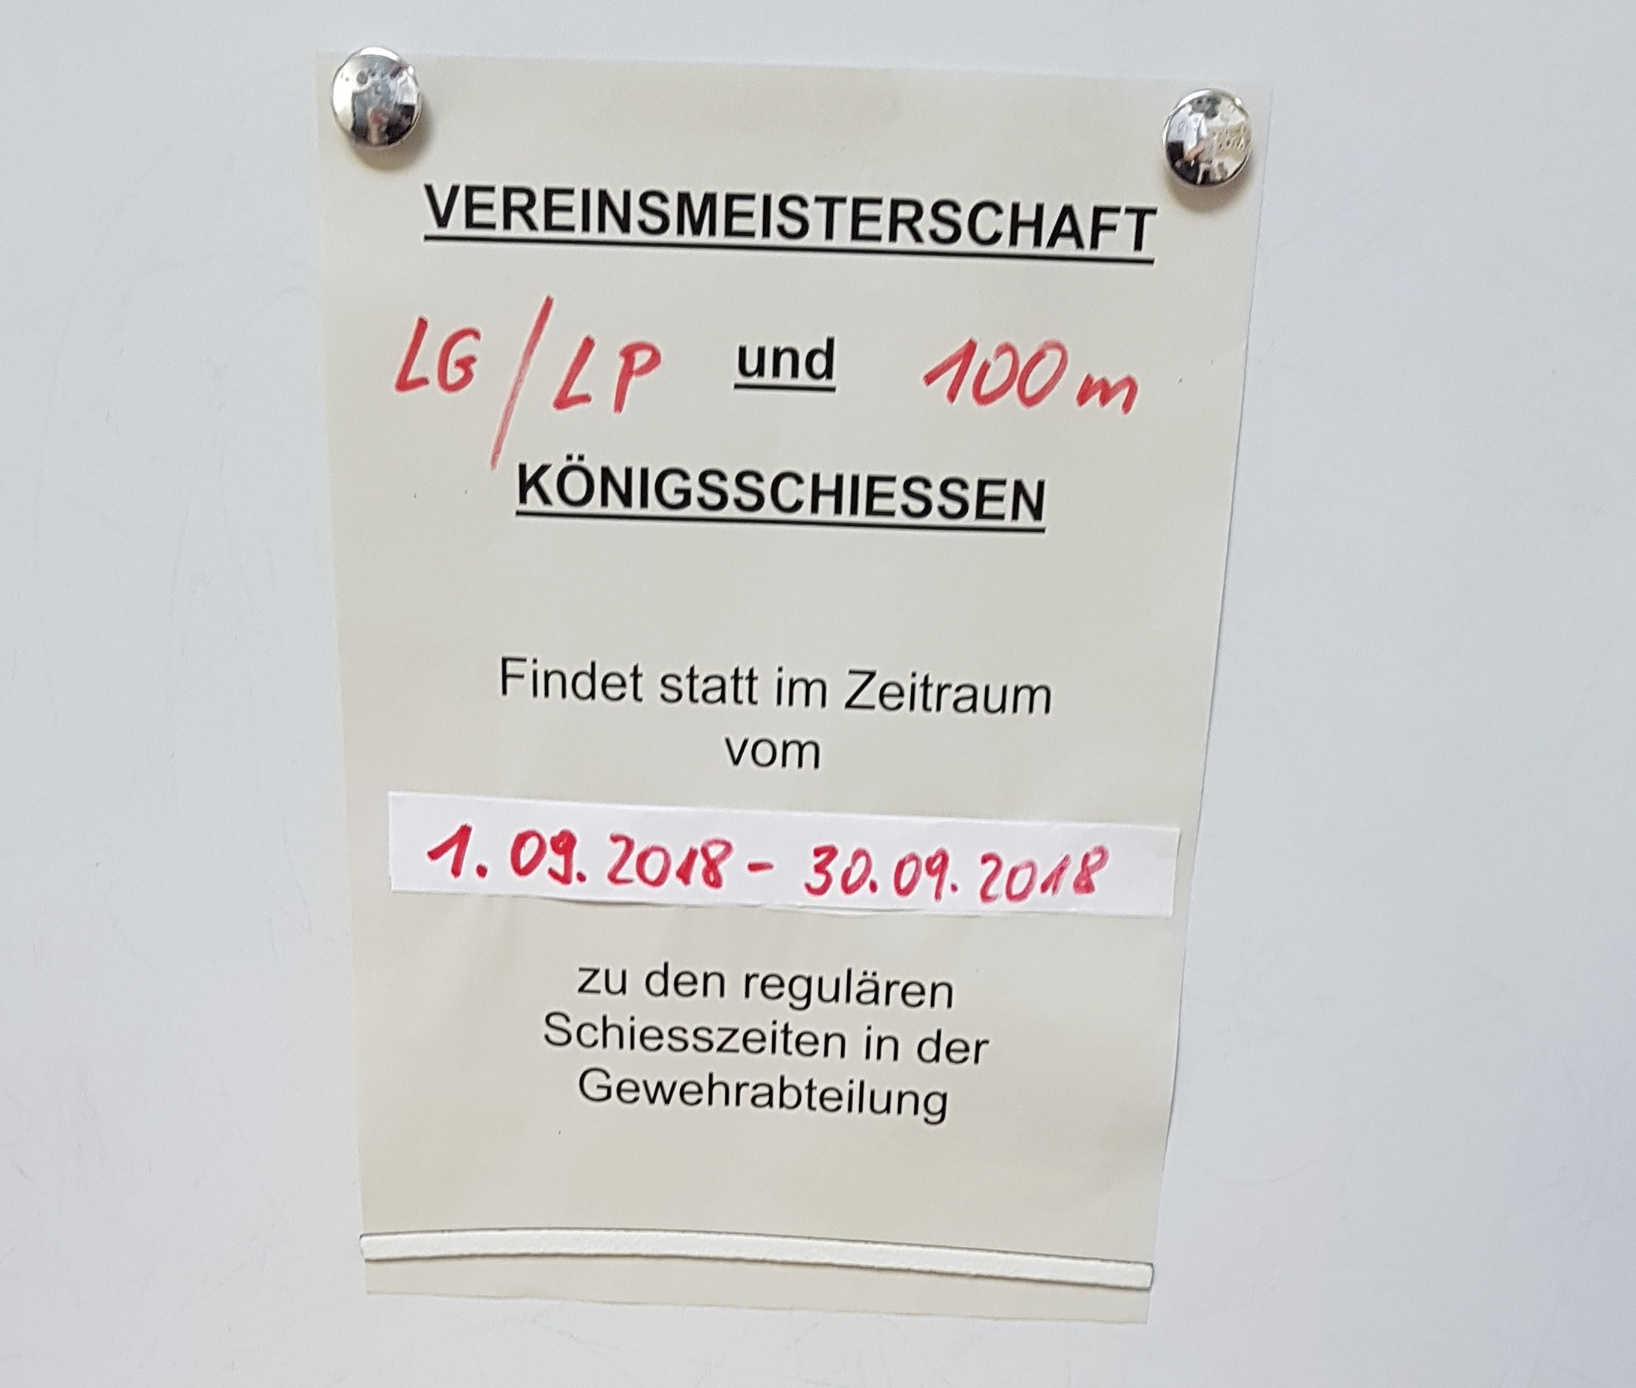 VEREINSMEISTERSCHAFT
LG/LP und 100m
KÖNIGSSCHIESSEN
Findet statt im Zeitraum
vom
1.09.2018 - 30.09.2018
zu den regulären
Schiesszeiten in der
Gewehrabteilung